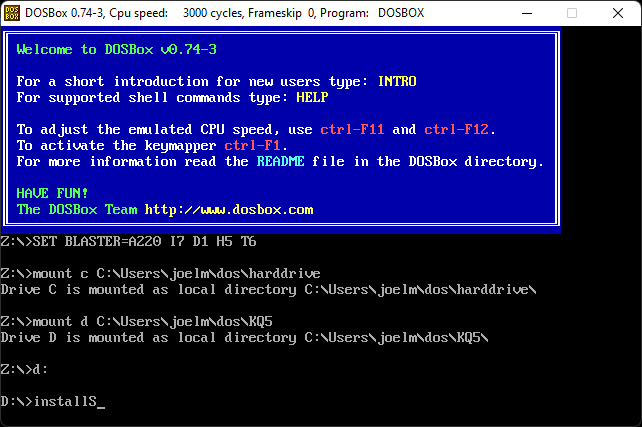 DOS
BOX
DOSBox 0.74-3, Cpu speed:    3000 cycles, Frameskip  0, Program:   DOSBOX
Welcome to DOSBox v0.74-3
For a short introduction for new users type: INTRO
For supported shell commands type: HELP
To adjust the emulated CPU speed, use ctrl-F11 and ctrl-F12.
To activate the keymapper ctrl-F1.
For more information read the README file in the DOSBox directory.
HAVE FUN!
The DOSBox Team http://www.dosbox.com
Z:\>SET BLASTER=A220 I7 D1 H5 T6
Z:\>mount c C:\Users\joelm\dos\harddrive
Drive C is mounted as local directory C:\Users\joelm\dos\harddrive\
Z:\>mount d C:\Users\joelm\dos\KQ5
Drive D is mounted as local directory C:\Users\joelm\dos\KQ5\
Z:\>d:
D:\>installS_